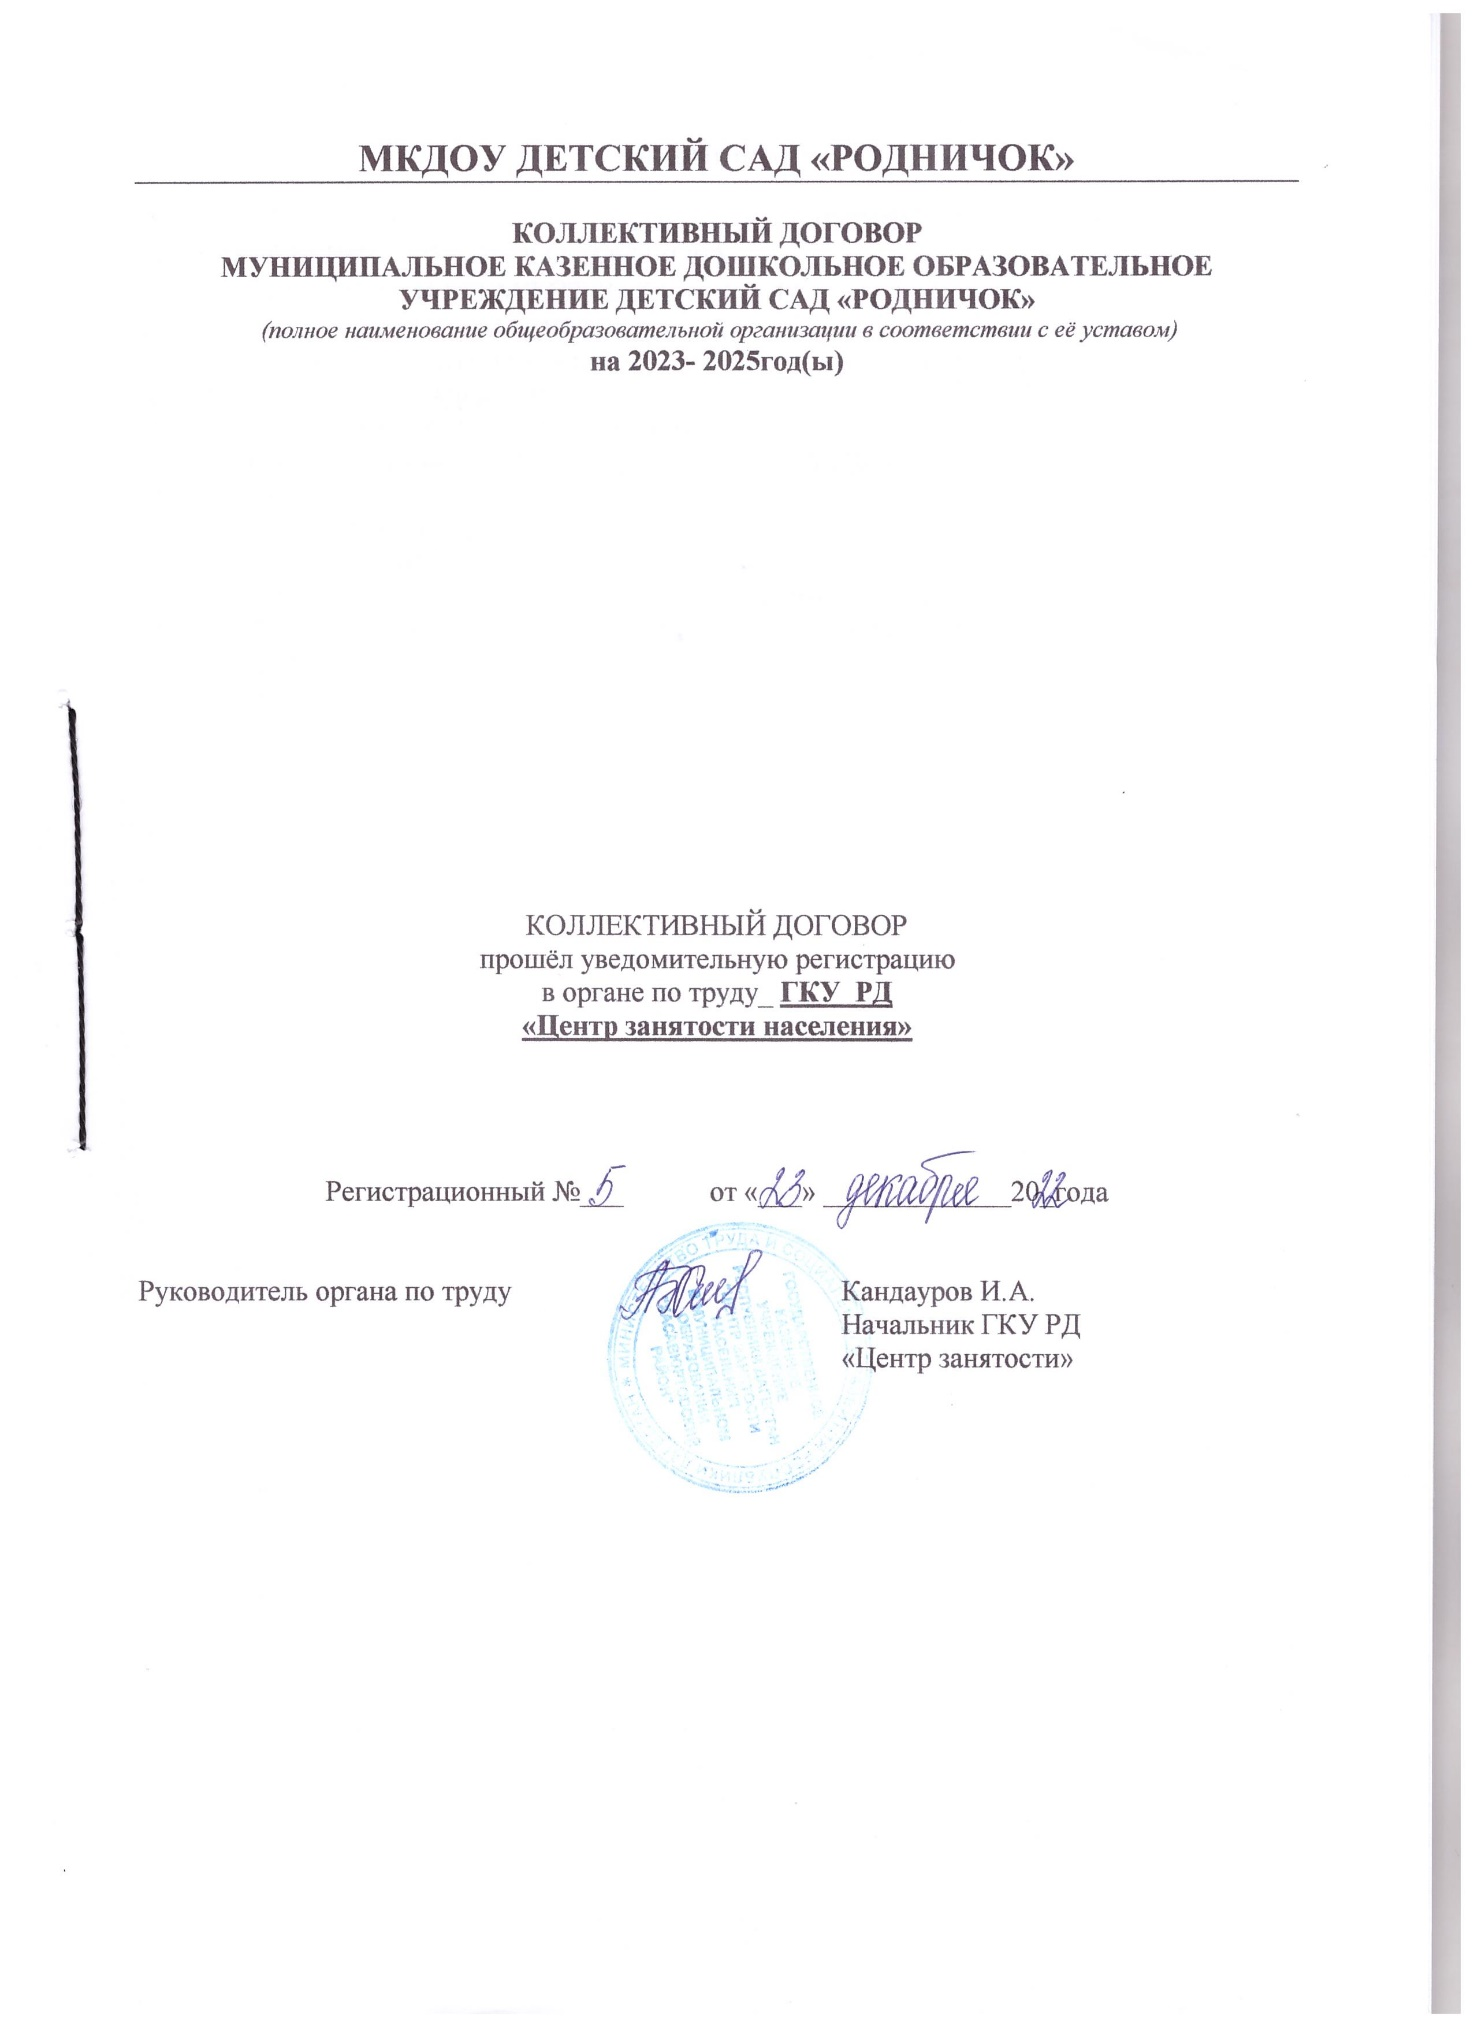 МКДОУ ДЕТСКИЙ САД «РОДНИЧОК»
КОЛЛЕКТИВНЫЙ ДОГОВОР
МУНИЦИПАЛЬНОЕ КАЗЕННОЕ ДОШКОЛЬНОЕ ОБРАЗОВАТЕЛЬНОЕ
УЧРЕЖДЕНИЕ ДЕТСКИЙ САД «РОДНИЧОК»
(полное наименование общеобразовательной организации в соответствии с её уставом)
на 2023- 2025год(ы)
КОЛЛЕКТИВНЫЙ ДОГОВОР
прошёл уведомительную регистрацию
в органе по труду_ ГКУ РД
«Центр занятости населения»
Регистрационный № 5 от «23» декабря 2022 года
Руководитель органа по труду Кандауров И.А.
Начальник ГКУ РД
«Центр занятости»